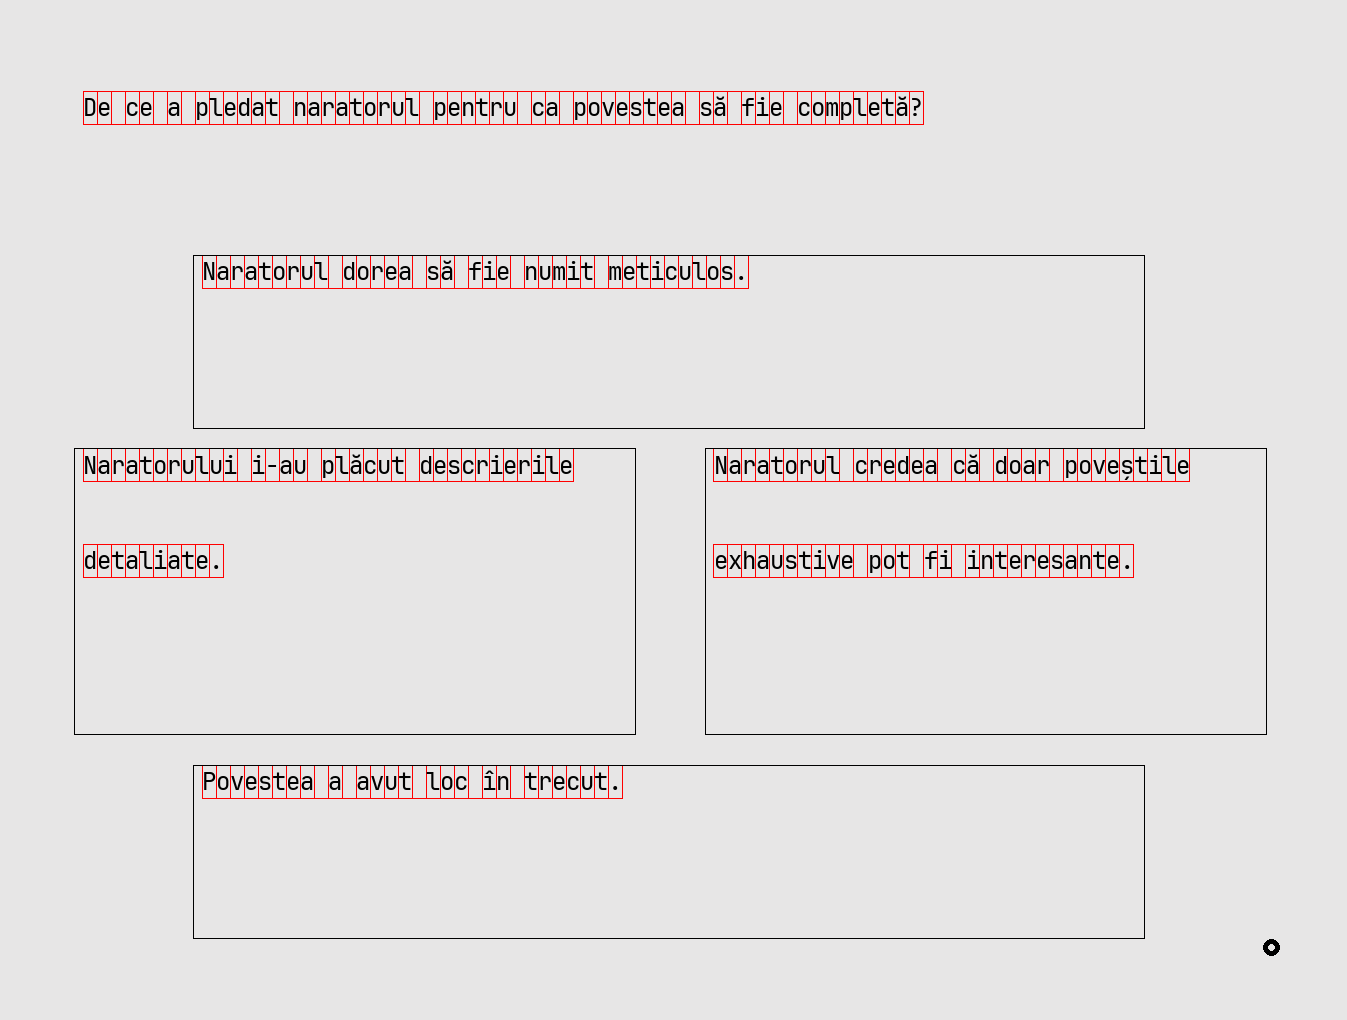 De ce a pledat naratorul pentru ca povestea să fie completă?
Naratorul dorea să fie numit meticulos.
Naratorului i-au plăcut descrierile
detaliate.
Naratorul credea că doar poveștile
exhaustive pot fi interesante.
Povestea a avut loc în trecut.